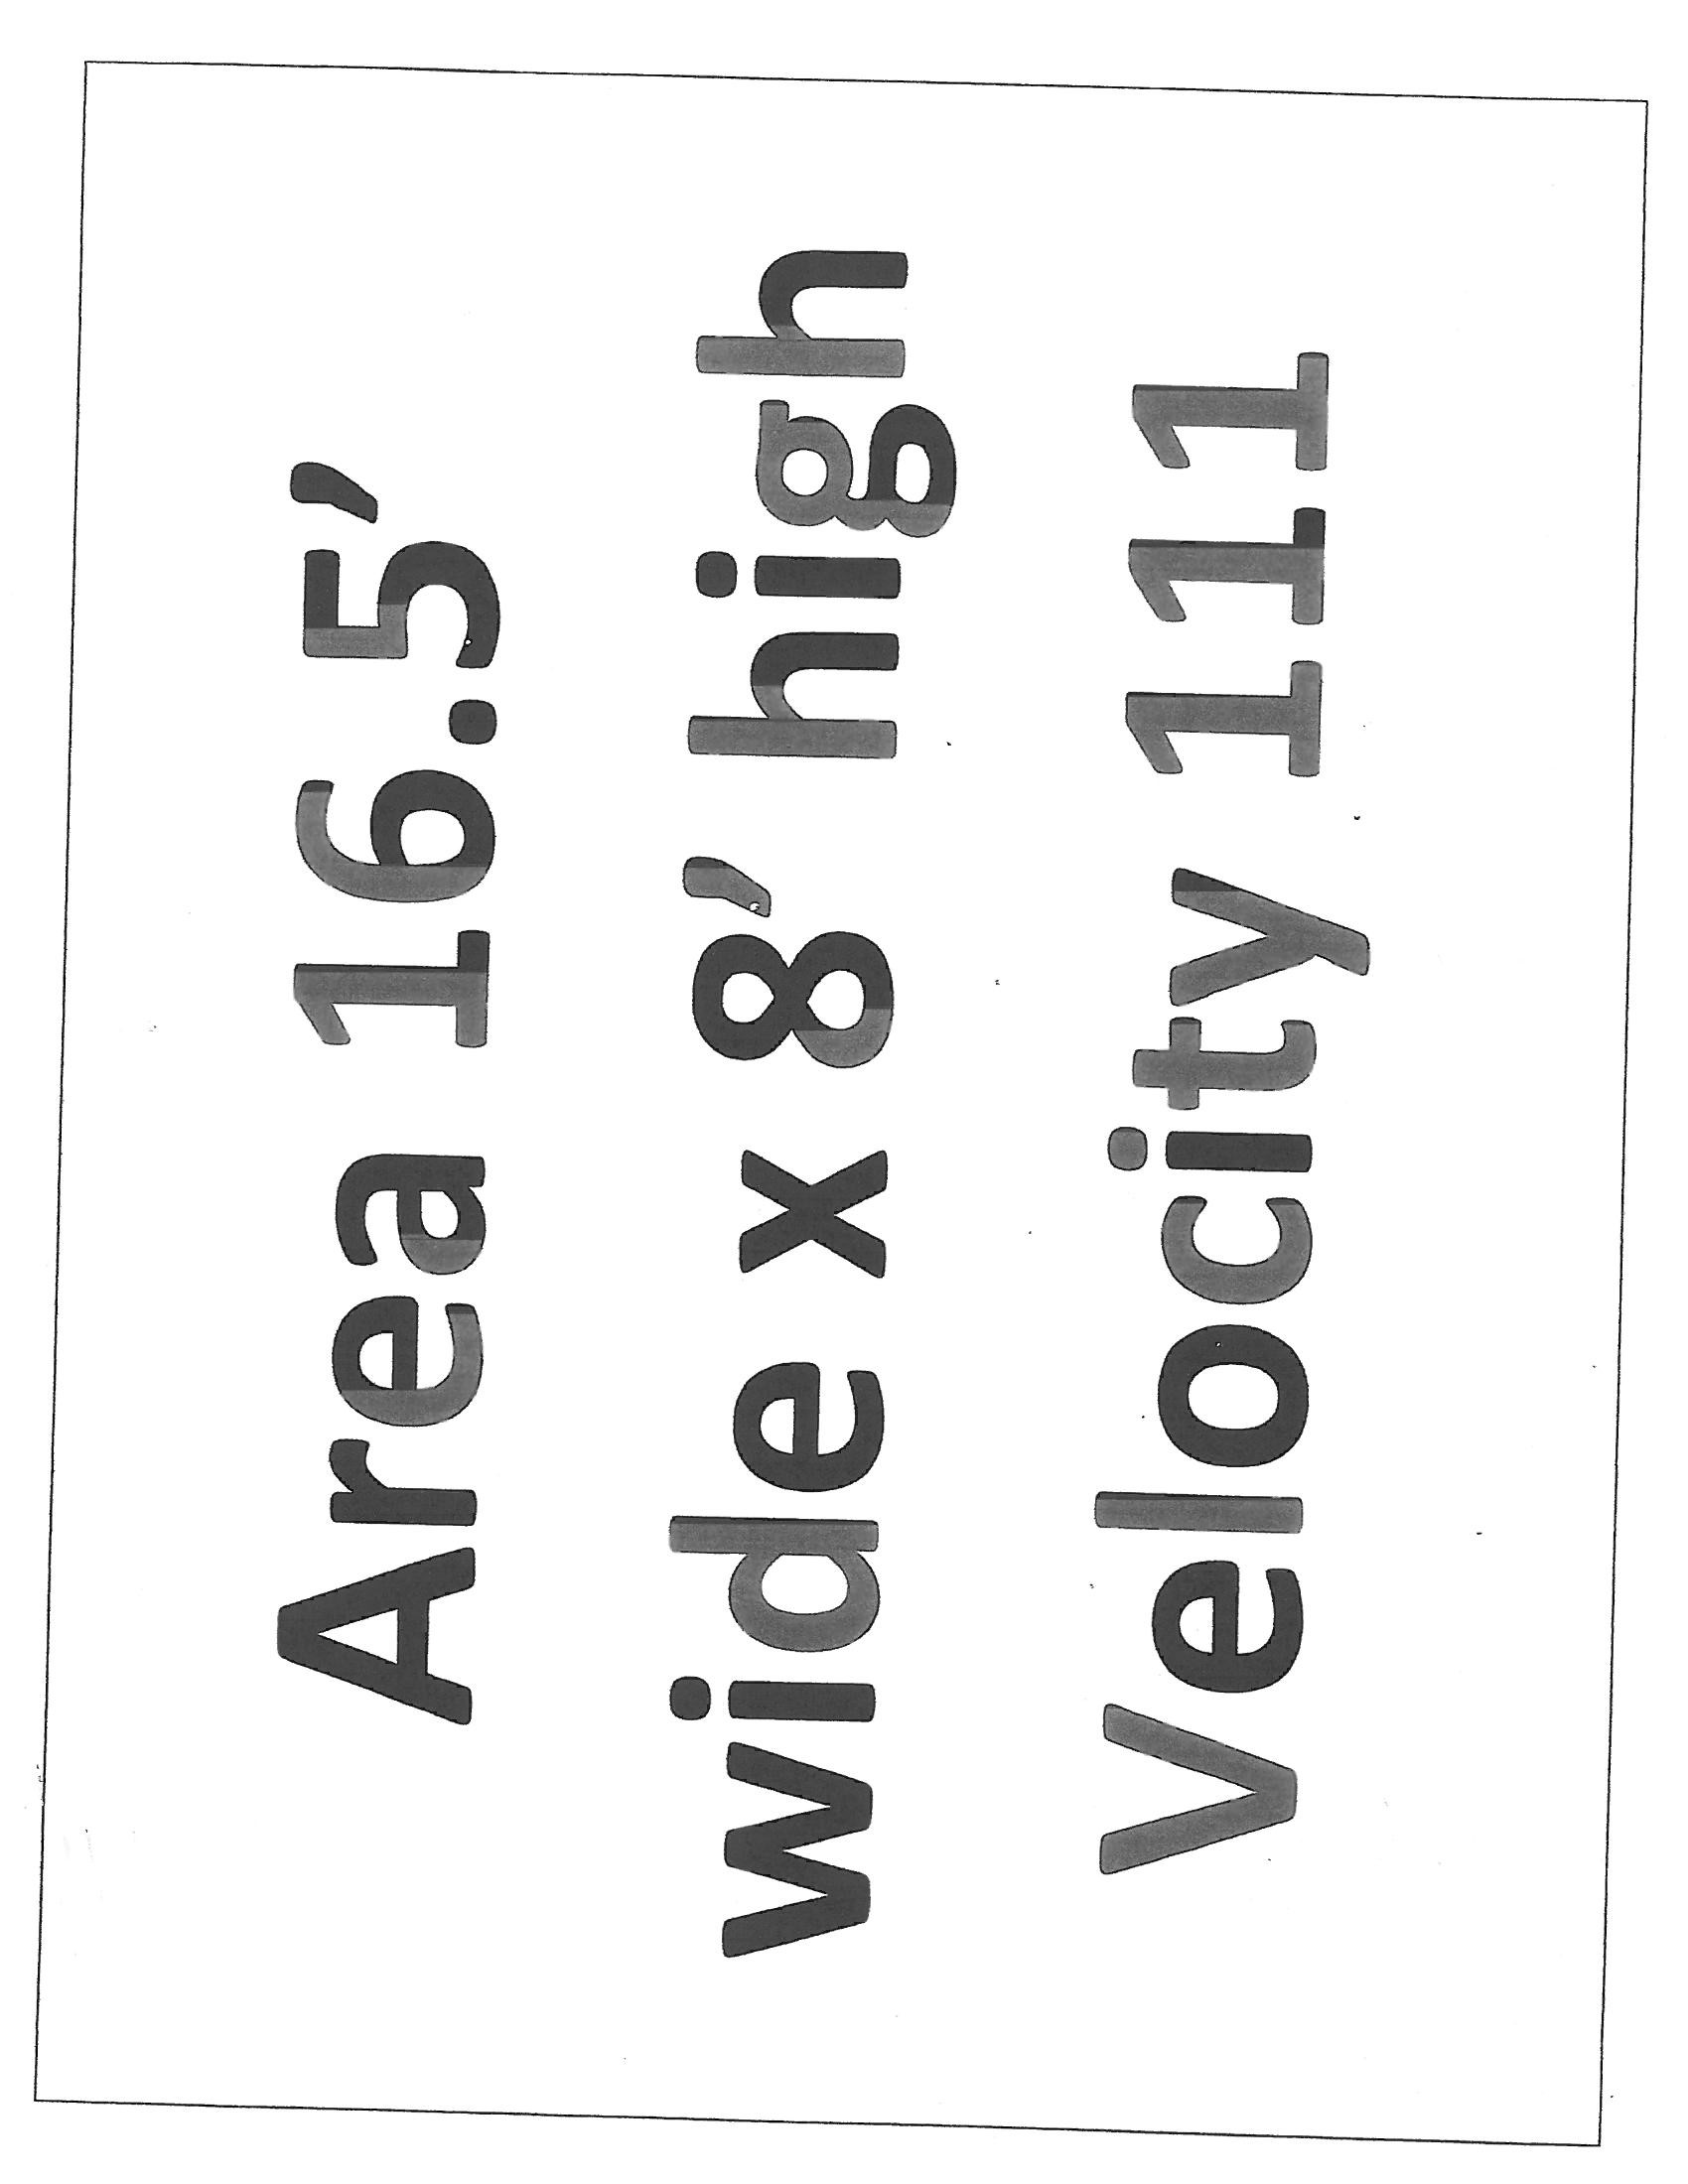 Area 16.5’
wide x 8’ high
Velocity 111